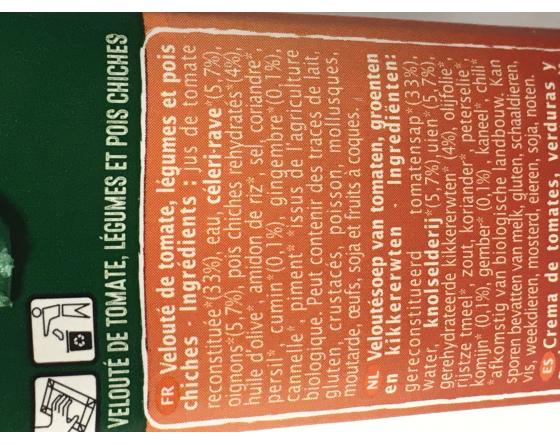 VELOUTÉ DE TOMATE, LÉGUMES ET POIS CHICHES
FR Velouté de tomate, légumes et pois
chiches · Ingrédients : jus de tomate
reconstituée*(33%), eau, céleri-rave*(5,7%),
oignons*(5,7%), pois chiches réhydratés*(4%),
huile d'olive*, amidon de riz*, sel, coriandre*,
persil*, cumin*(0,1%), gingembre*(0,1%),
cannelle*, piment* *issus de l'agriculture
biologique. Peut contenir des traces de lait,
gluten, crustacés, poisson, mollusques,
moutarde, œufs, soja et fruits à coques.
NL Veloutésoep van tomaten, groenten
en kikkererwten · Ingrediënten:
gereconstitueerd tomatensap*(33%),
water, knolselderij*(5,7%), uien*(5,7%),
gerehydrateerde kikkererwten* (4%), olijfolie*,
rijstzetmeel*, zout, koriander*, peterselie*,
komijn* (0,1%), gember* (0,1%), kaneel*, chili*
*afkomstig van biologische landbouw. Kan
sporen bevatten van melk, gluten, schaaldieren,
vis, weekdieren, mosterd, eieren, soja, noten.
ES Crema de tomates, verduras y